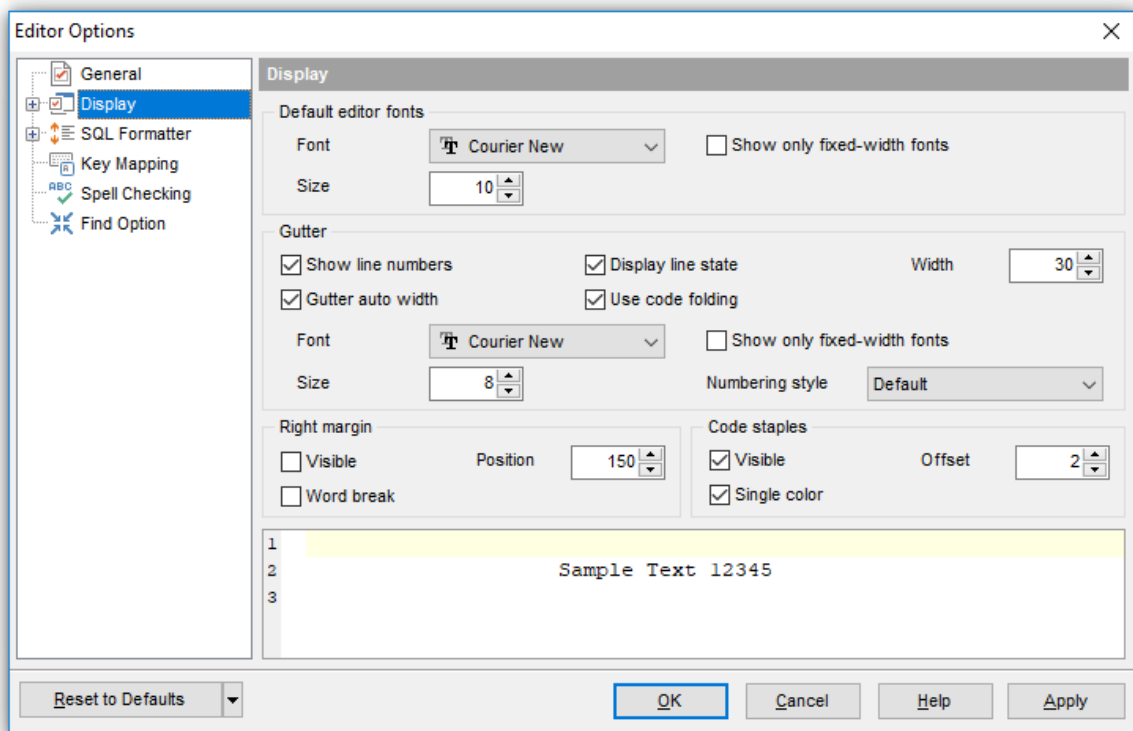 Editor Options
General
Display
SQL Formatter
Key Mapping
ABC
Spell Checking
Find Option
Display
Default editor fonts
Font Courier New Show only fixed-width fonts
Size 10
Gutter
Show line numbers Display line state Width 30
Gutter auto width Use code folding
Font Courier New Show only fixed-width fonts
Size 8 Numbering style Default
Right margin
Visible Position 150
Word break
Code staples
Visible Offset 2
Single color
1
2 Sample Text 12345
3
Reset to Defaults OK Cancel Help Apply